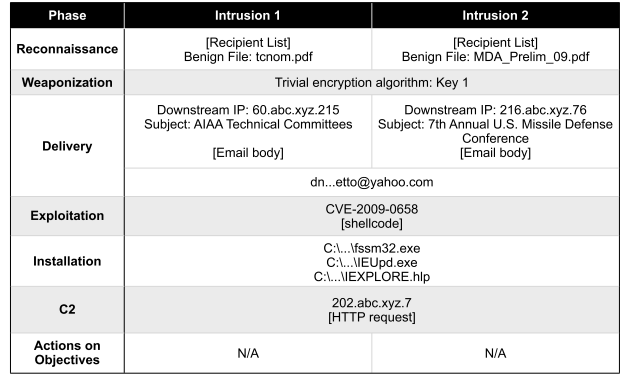 Phase Intrusion 1 Intrusion 2
Reconnaissance
[Recipient List]
Benign File: tcnom.pdf
[Recipient List]
Benign File: MDA_Prelim_09.pdf
Weaponization
Trivial encryption algorithm: Key 1
Delivery
Downstream IP: 60.abc.xyz.215
Subject: AIAA Technical Committees
[Email body]
Downstream IP: 216.abc.xyz.76
Subject: 7th Annual U.S. Missile Defense
Conference
[Email body]
dn...etto@yahoo.com
Exploitation
CVE-2009-0658
[shellcode]
Installation
C:\...\fssm32.exe
C:\...\IEUpd.exe
C:\...\IEXPLORE.hlp
C2
202.abc.xyz.7
[HTTP request]
Actions on
Objectives
N/A
N/A